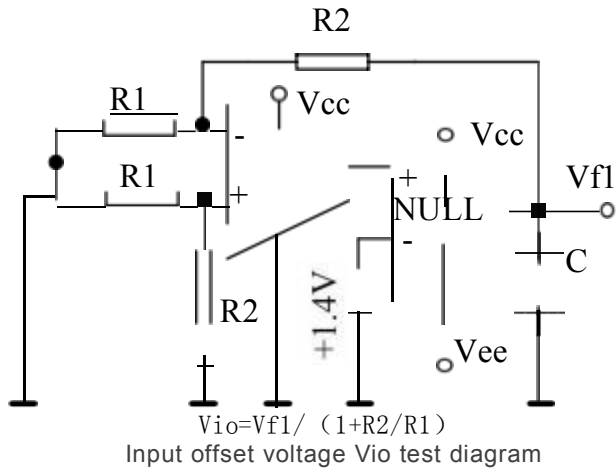 R2
R1
Vcc
-
Vcc
Vf1
R1
+
+
NULL
-
C
R2
+1.4V
Vee
Vio=Vf1/（1+R2/R1）
Input offset voltage Vio test diagram